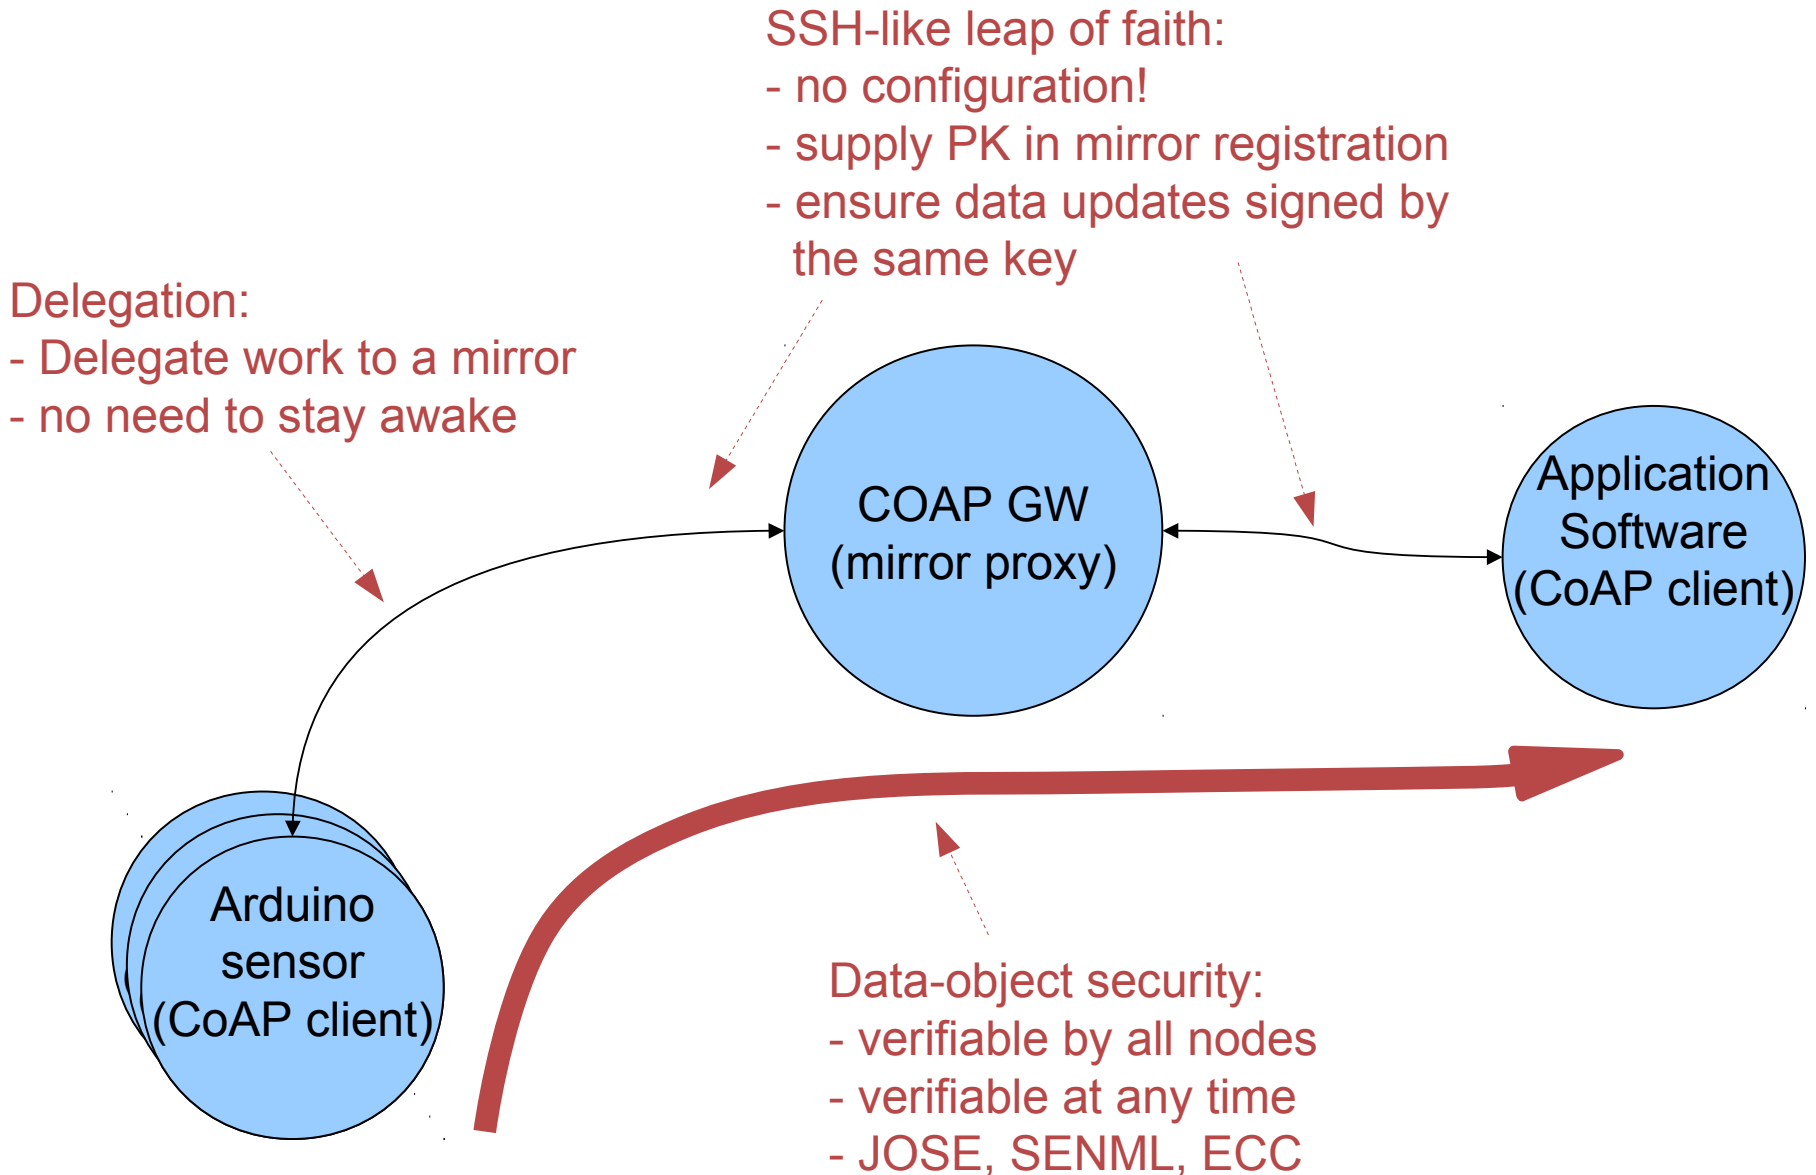 SSH-like leap of faith:
- no configuration!
- supply PK in mirror registration
- ensure data updates signed by
the same key
Delegation:
- Delegate work to a mirror
- no need to stay awake
COAP GW
(mirror proxy)
Application
Software
(CoAP client)
Arduino
sensor
(CoAP client)
Data-object security:
- verifiable by all nodes
- verifiable at any time
- JOSE, SENML, ECC